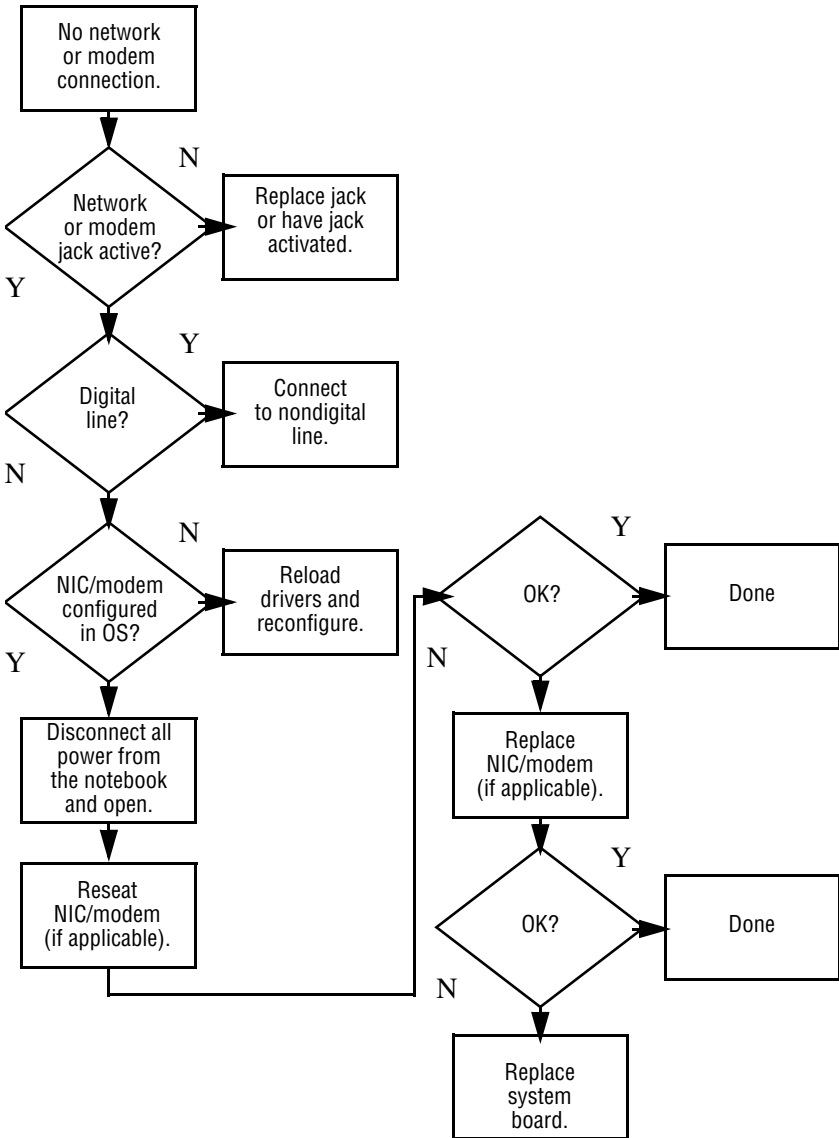 No network
or modem
connection.
N
Network
or modem
jack active?
Replace jack
or have jack
activated.
Y
Y
Digital
line?
Connect
to nondigital
line.
N
N
NIC/modem
configured
in OS?
Reload
drivers and
reconfigure.
Y
Disconnect all
power from
the notebook
and open.
Reseat
NIC/modem
(if applicable).
Y
OK?
Done
N
Replace
NIC/modem
(if applicable).
Y
OK?
Done
N
Replace
system
board.